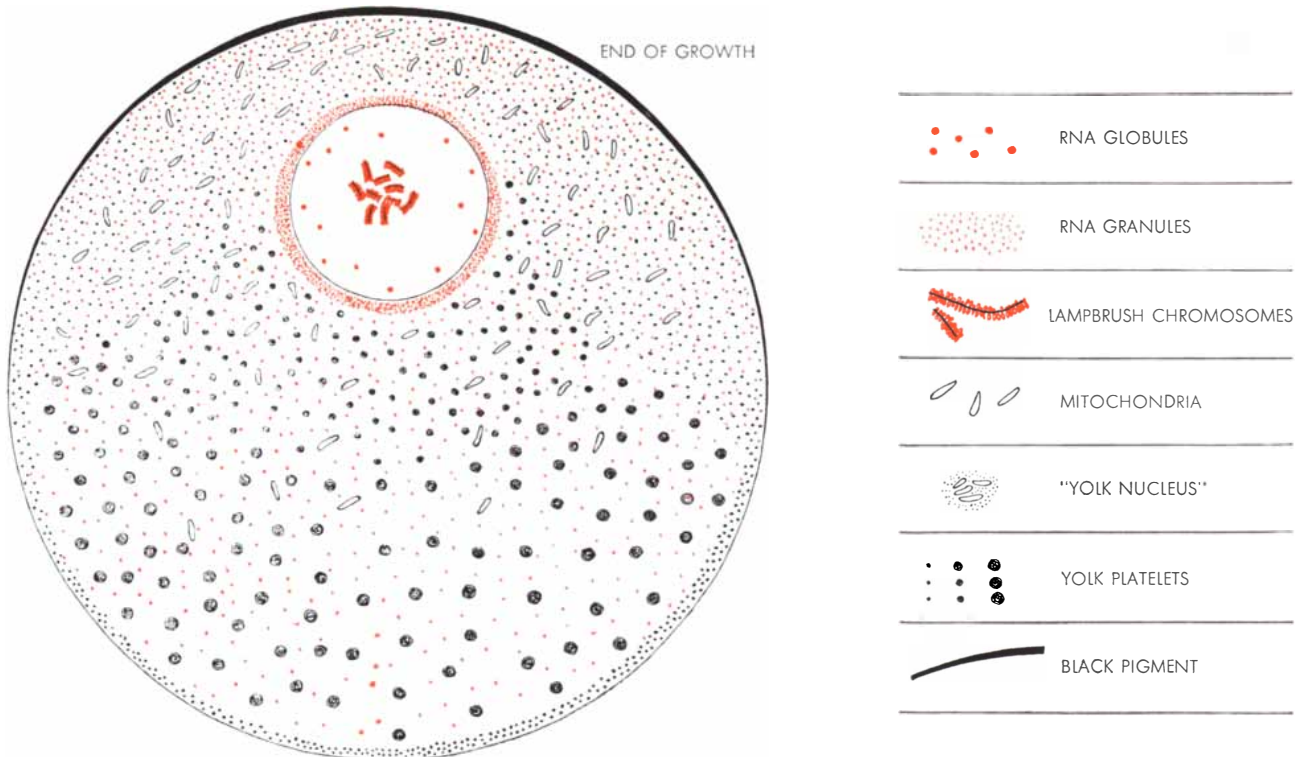 END OF GROWTH
RNA GLOBULES
RNA GRANULES
LAMPBRUSH CHROMOSOMES
MITOCHONDRIA
"YOLK NUCLEUS"
YOLK PLATELETS
BLACK PIGMENT